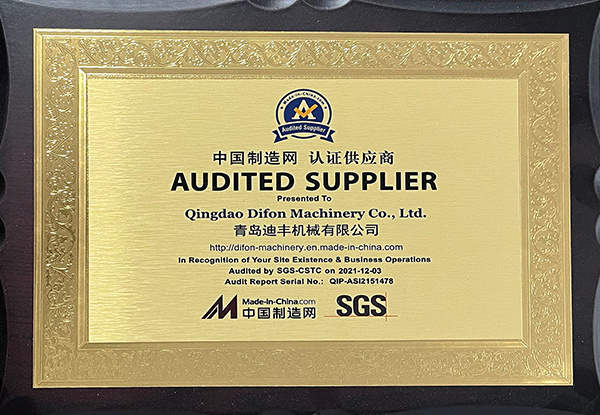 Made-in-China.com
Audited Supplier
中国制造网 认证供应商
AUDITED SUPPLIER
Presented To
Qingdao Difon Machinery Co., Ltd.
青岛迪丰机械有限公司
http://difon-machinery.en.made-in-china.com
In Recognition of Your Site Existence & Business Operations
Audited by SGS-CSTC on 2021-12-03
Audit Report Serial No.: QIP-ASI2151478
Made-in-China.com
中国制造网
SGS